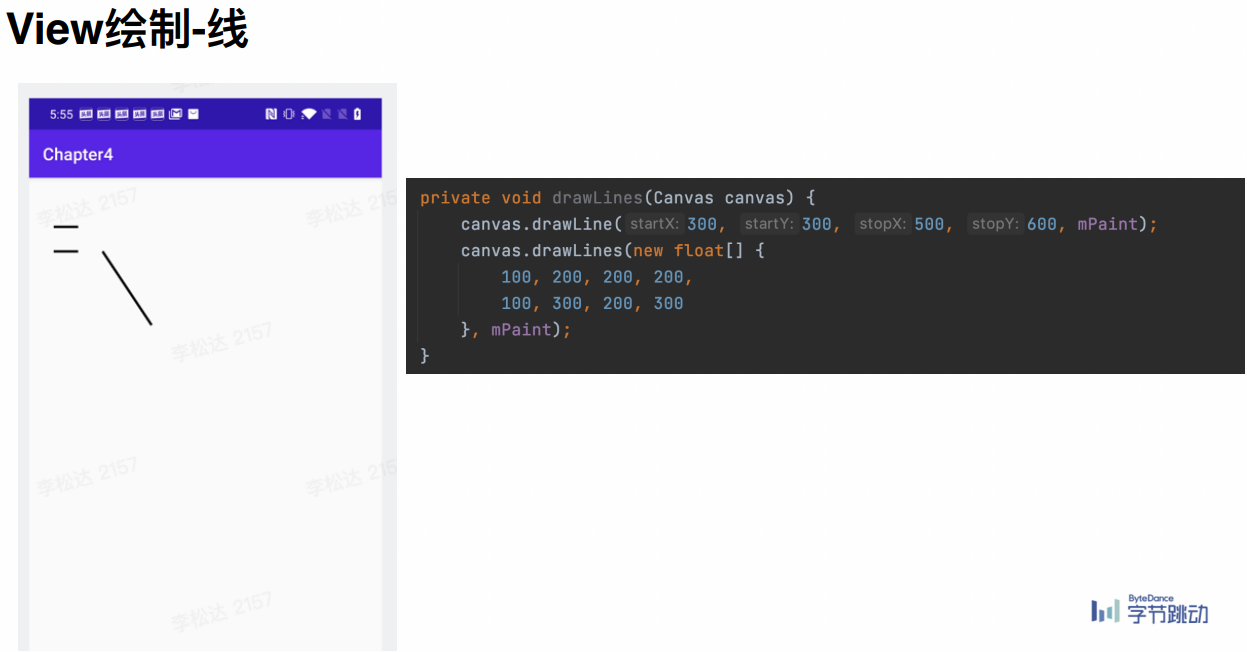 View绘制-线
5:55
Chapter4
李松达 2157
李松达 215
李松达 2157
李松达 2157
李松达 215
李松达 2157
private void drawLines(Canvas canvas) {
canvas.drawLine( startX: 300, startY: 300, stopX: 500, stopY: 600, mPaint);
canvas.drawLines(new float[] {
100, 200, 200, 200,
100, 300, 200, 300
}, mPaint);
}
ByteDance
字节跳动